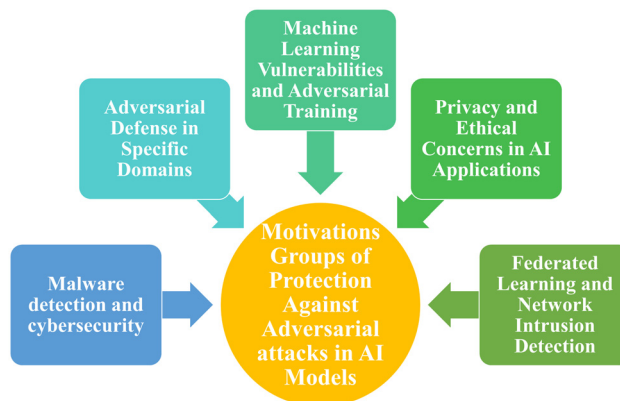 Machine
Learning
Vulnerabilities
and Adversarial
Training
Adversarial
Defense in
Specific
Domains
Privacy and
Ethical
Concerns in AI
Applications
Malware
detection and
cybersecurity
Motivations
Groups of
Protection
Against
Adversarial
attacks in AI
Models
Federated
Learning and
Network
Intrusion
Detection